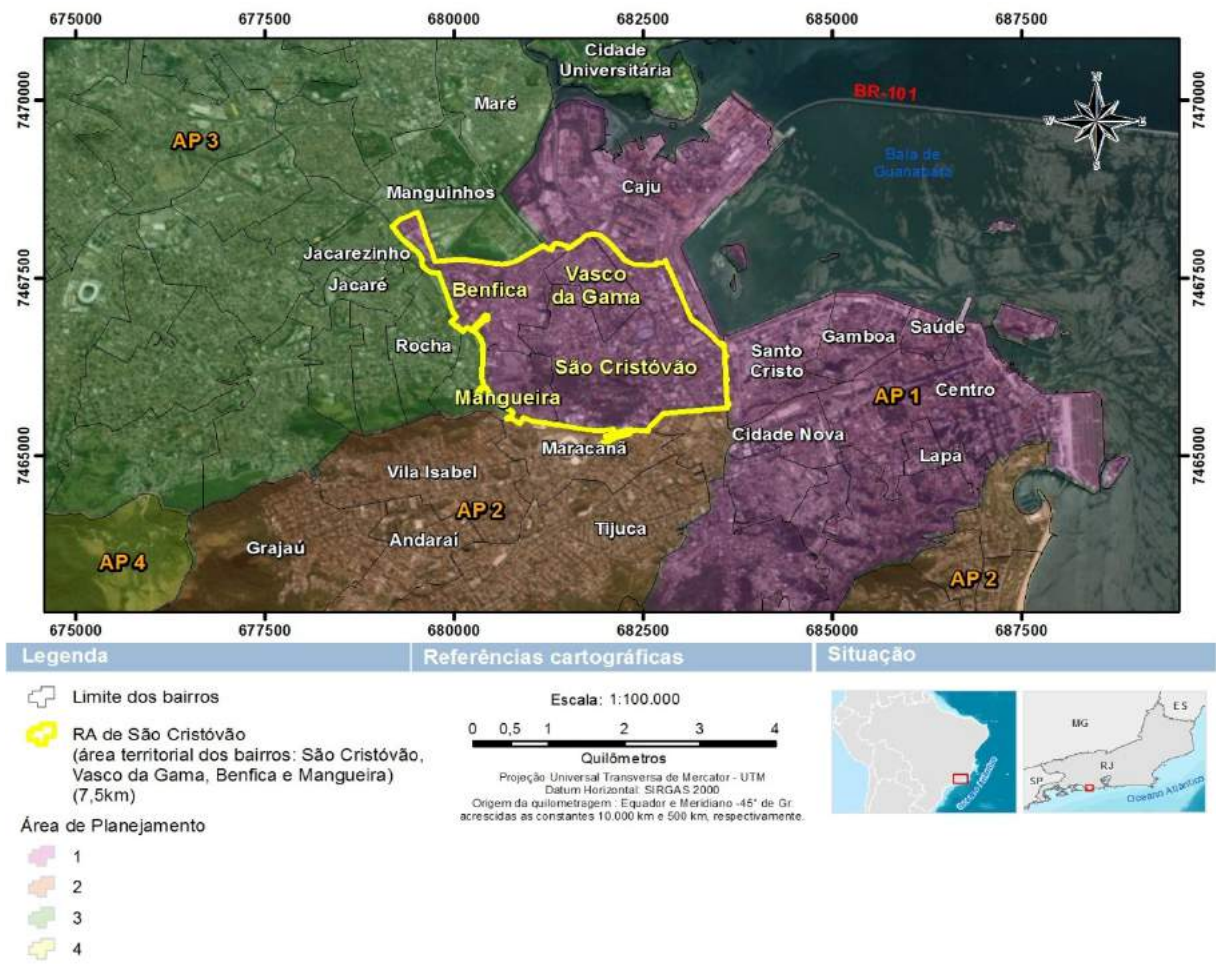 675000 677500 680000 682500 685000 687500
7470000
7467500
7465000
7470000
7467500
7465000
Cidade
Universitária
Maré
BR-101
AP 3
Baía de
Guanabara
Caju
Manguinhos
Jacarezinho
Jacaré
Benfica
Vasco
da Gama
Rocha
São Cristóvão
Mangueira
Santo
Cristo
Gamboa
Saúde
Centro
AP 1
Cidade Nova
Lapa
Maracanã
Vila Isabel
AP 2
Grajaú
Andaraí
Tijuca
AP 4
AP 2
N
W E
S
675000 677500 680000 682500 685000 687500
Legenda
Limite dos bairros
RA de São Cristóvão
(área territorial dos bairros: São Cristóvão,
Vasco da Gama, Benfica e Mangueira)
(7,5km)
Área de Planejamento
1
2
3
4
Referências cartográficas
Escala: 1:100.000
0 0,5 1 2 3 4
Quilômetros
Projeção Universal Transversa de Mercator - UTM
Datum Horizontal: SIRGAS 2000
Origem da quilometragem : Equador e Meridiano -45° de Gr.
acrescidas as constantes 10.000 km e 500 km, respectivamente.
Situação
Oceano Atlântico
MG
ES
RJ
SP
Oceano Atlântico